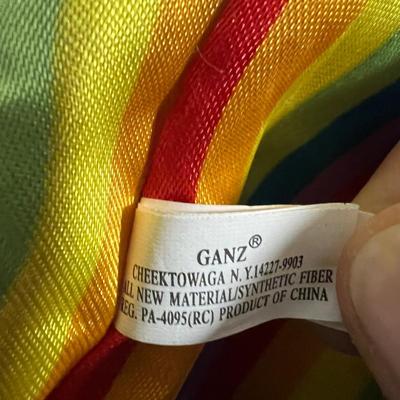 GANZ®
CHEEKTOWAGA N.Y.14227-9903
ALL NEW MATERIAL/SYNTHETIC FIBER
REG. PA-4095(RC) PRODUCT OF CHINA